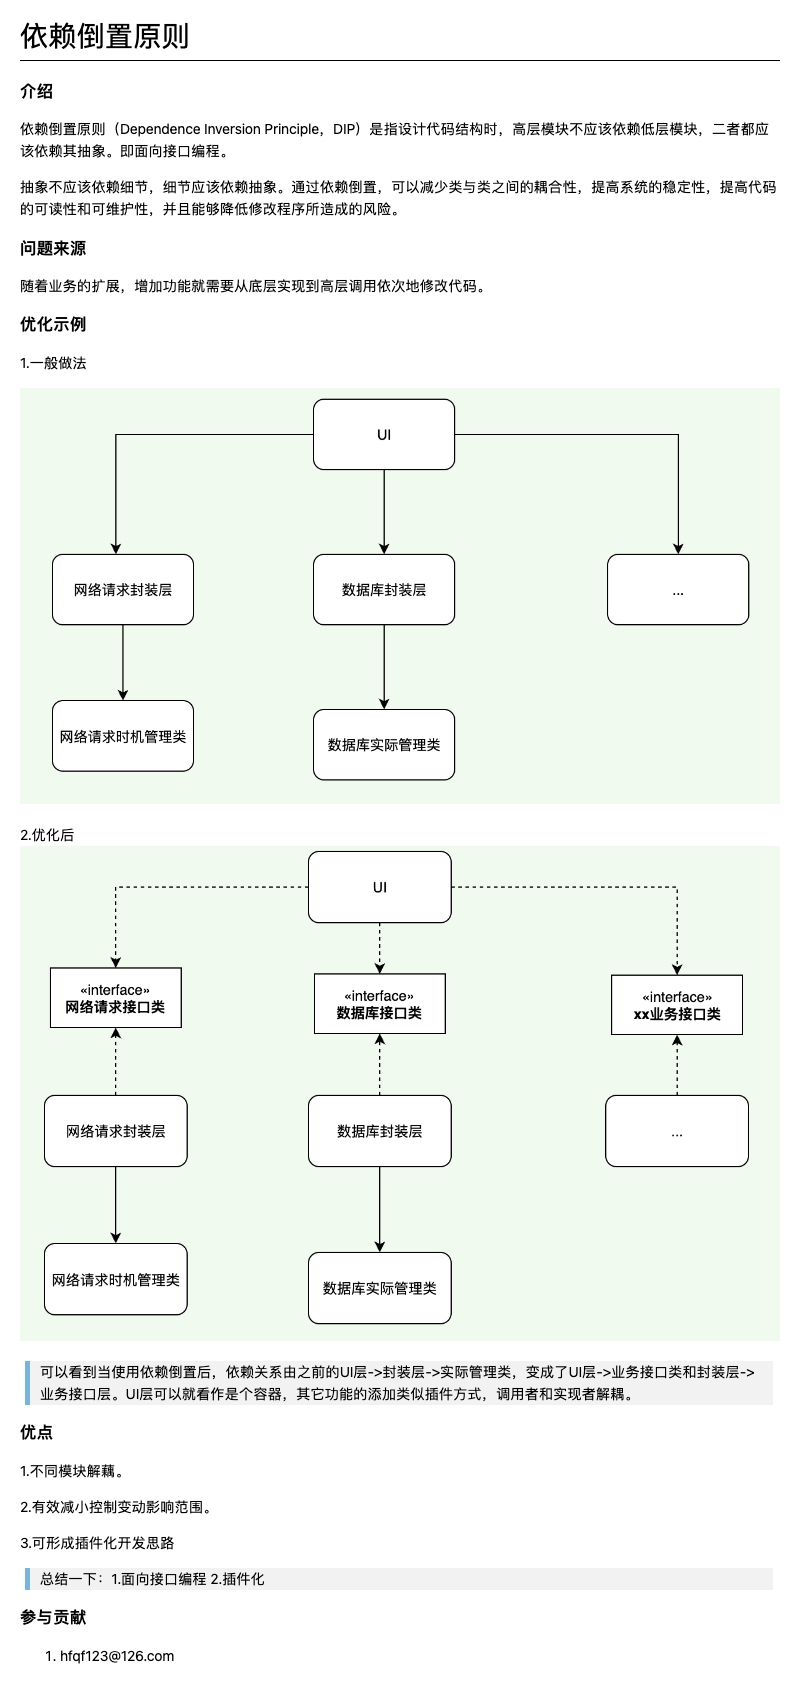 依赖倒置原则
介绍
依赖倒置原则（Dependence Inversion Principle，DIP）是指设计代码结构时，高层模块不应该依赖低层模块，二者都应
该依赖其抽象。即面向接口编程。
抽象不应该依赖细节，细节应该依赖抽象。通过依赖倒置，可以减少类与类之间的耦合性，提高系统的稳定性，提高代码
的可读性和可维护性，并且能够降低修改程序所造成的风险。
问题来源
随着业务的扩展，增加功能就需要从底层实现到高层调用依次地修改代码。
优化示例
1.一般做法
UI
网络请求封装层
数据库封装层
...
网络请求时机管理类
数据库实际管理类
2.优化后
UI
«interface»
网络请求接口类
«interface»
数据库接口类
«interface»
xx业务接口类
网络请求封装层
数据库封装层
...
网络请求时机管理类
数据库实际管理类
可以看到当使用依赖倒置后，依赖关系由之前的UI层->封装层->实际管理类，变成了UI层->业务接口类和封装层->
业务接口层。UI层可以就看作是个容器，其它功能的添加类似插件方式，调用者和实现者解耦。
优点
1.不同模块解藕。
2.有效减小控制变动影响范围。
3.可形成插件化开发思路
总结一下：1.面向接口编程 2.插件化
参与贡献
1. hfqf123@126.com